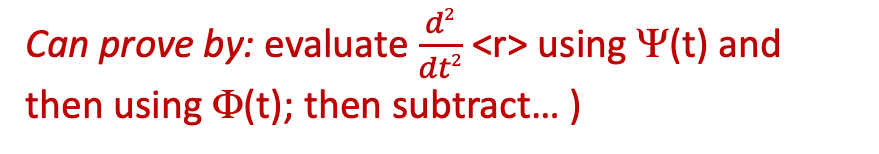 Can prove by: evaluate d²/dt² <r> using Ψ(t) and
then using Φ(t); then subtract... )